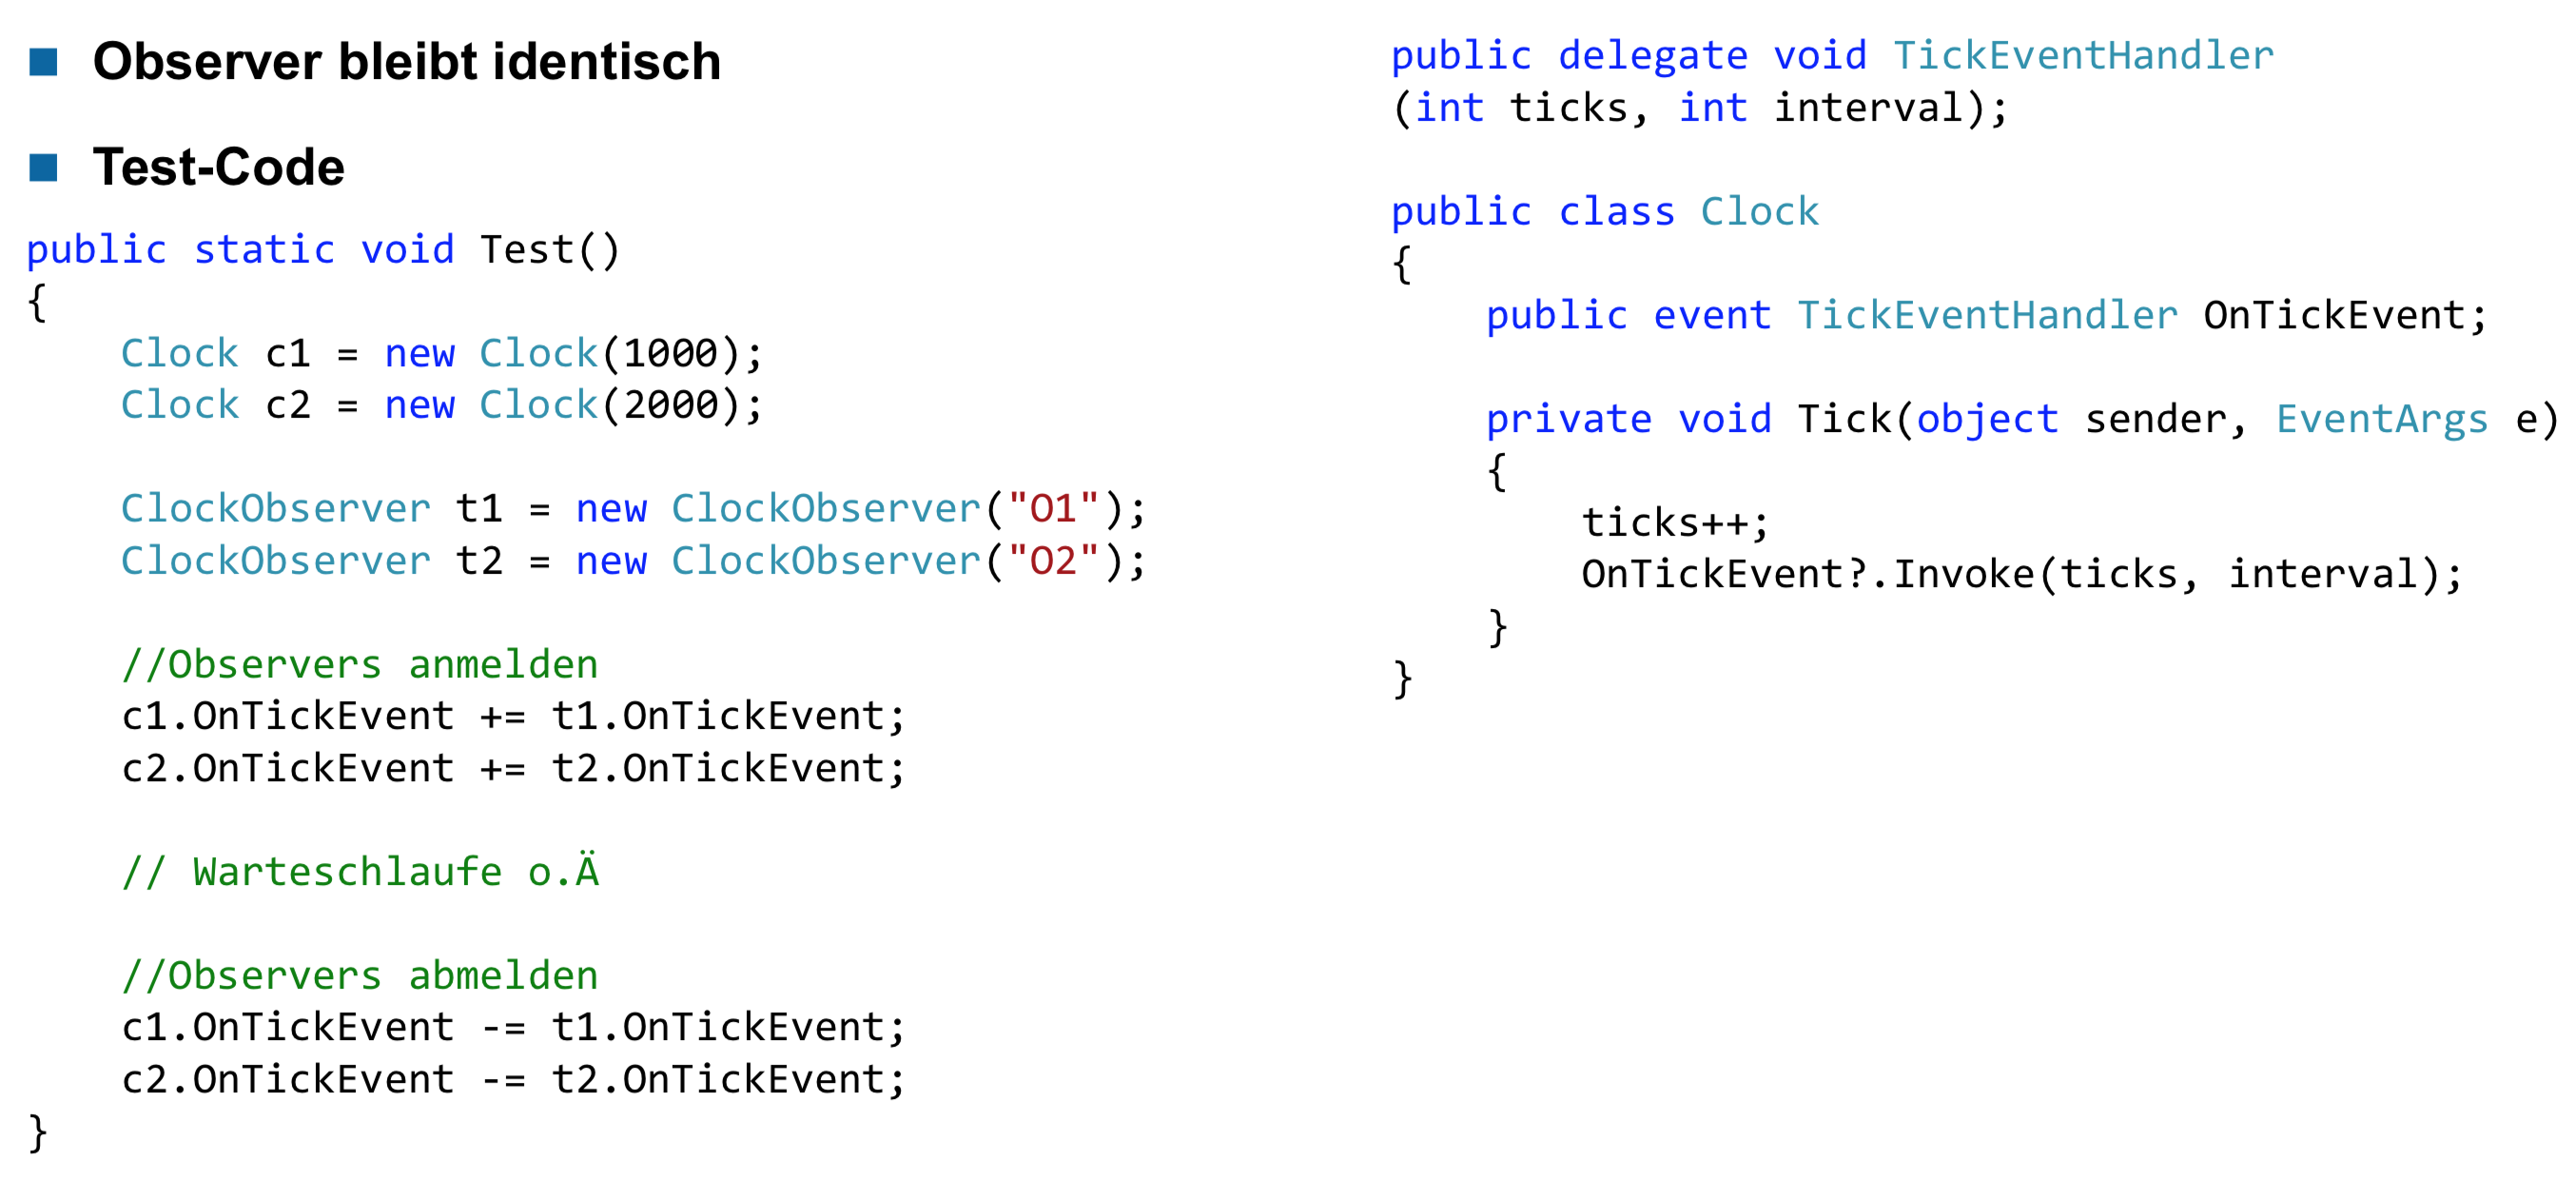 Observer bleibt identisch
Test-Code
public static void Test()
{
    Clock c1 = new Clock(1000);
    Clock c2 = new Clock(2000);

    ClockObserver t1 = new ClockObserver("O1");
    ClockObserver t2 = new ClockObserver("O2");

    //Observers anmelden
    c1.OnTickEvent += t1.OnTickEvent;
    c2.OnTickEvent += t2.OnTickEvent;

    // Warteschlaufe o.Ä

    //Observers abmelden
    c1.OnTickEvent -= t1.OnTickEvent;
    c2.OnTickEvent -= t2.OnTickEvent;
}
public delegate void TickEventHandler
(int ticks, int interval);

public class Clock
{
    public event TickEventHandler OnTickEvent;

    private void Tick(object sender, EventArgs e)
    {
        ticks++;
        OnTickEvent?.Invoke(ticks, interval);
    }
}